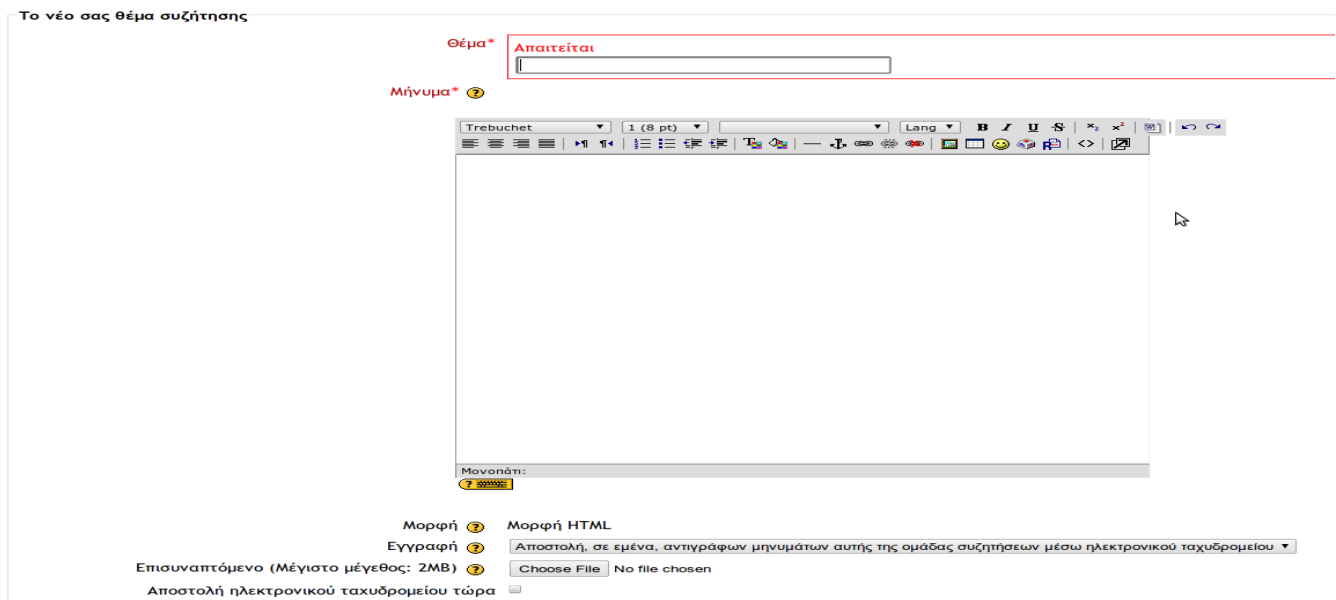 Το νέο σας θέμα συζήτησης
Θέμα* Απαιτείται
Μήνυμα* ?
Trebuchet 1 (8 pt) Lang B I U S x₂ x²
Μονοπάτι:
?
Μορφή ? Μορφή HTML
Εγγραφή ? Αποστολή, σε εμένα, αντιγράφων μηνυμάτων αυτής της ομάδας συζητήσεων μέσω ηλεκτρονικού ταχυδρομείου
Επισυναπτόμενο (Μέγιστο μέγεθος: 2MB) ? Choose File No file chosen
Αποστολή ηλεκτρονικού ταχυδρομείου τώρα